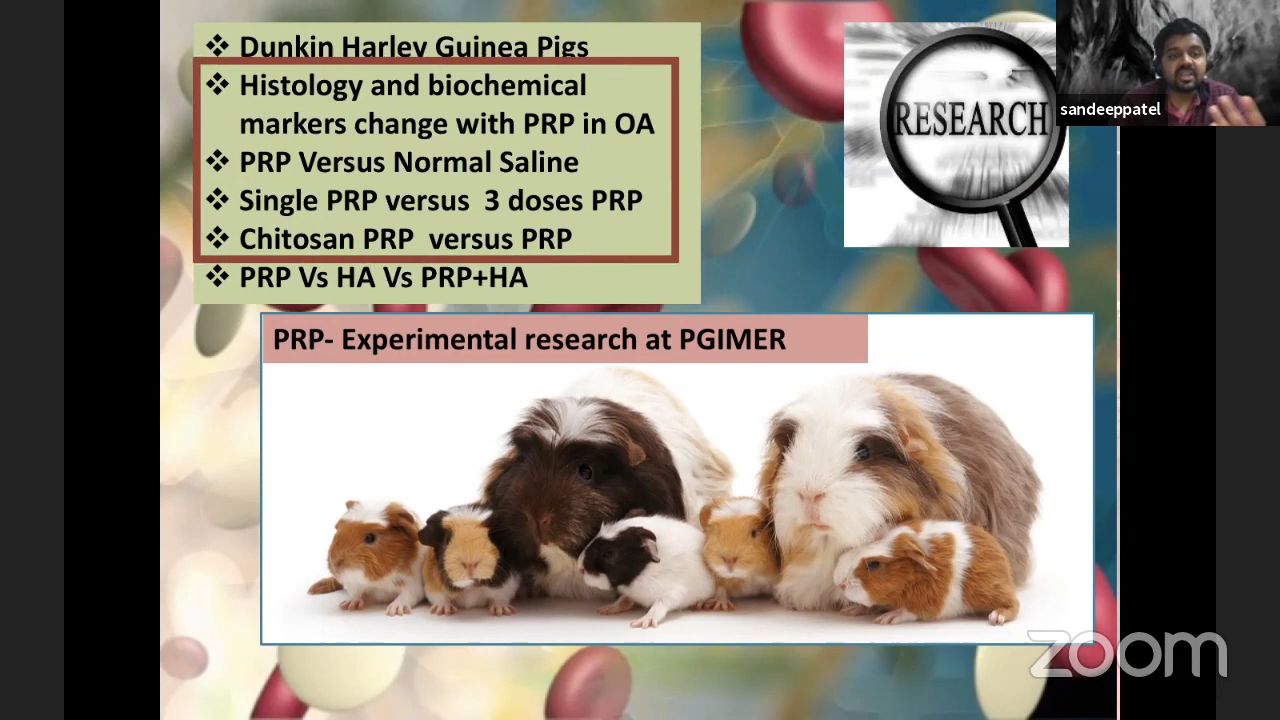 ❖ Dunkin Harley Guinea Pigs
❖ Histology and biochemical
markers change with PRP in OA
❖ PRP Versus Normal Saline
❖ Single PRP versus 3 doses PRP
❖ Chitosan PRP versus PRP
❖ PRP Vs HA Vs PRP+HA
RESEARCH
sandeeppatel
PRP- Experimental research at PGIMER
zoom